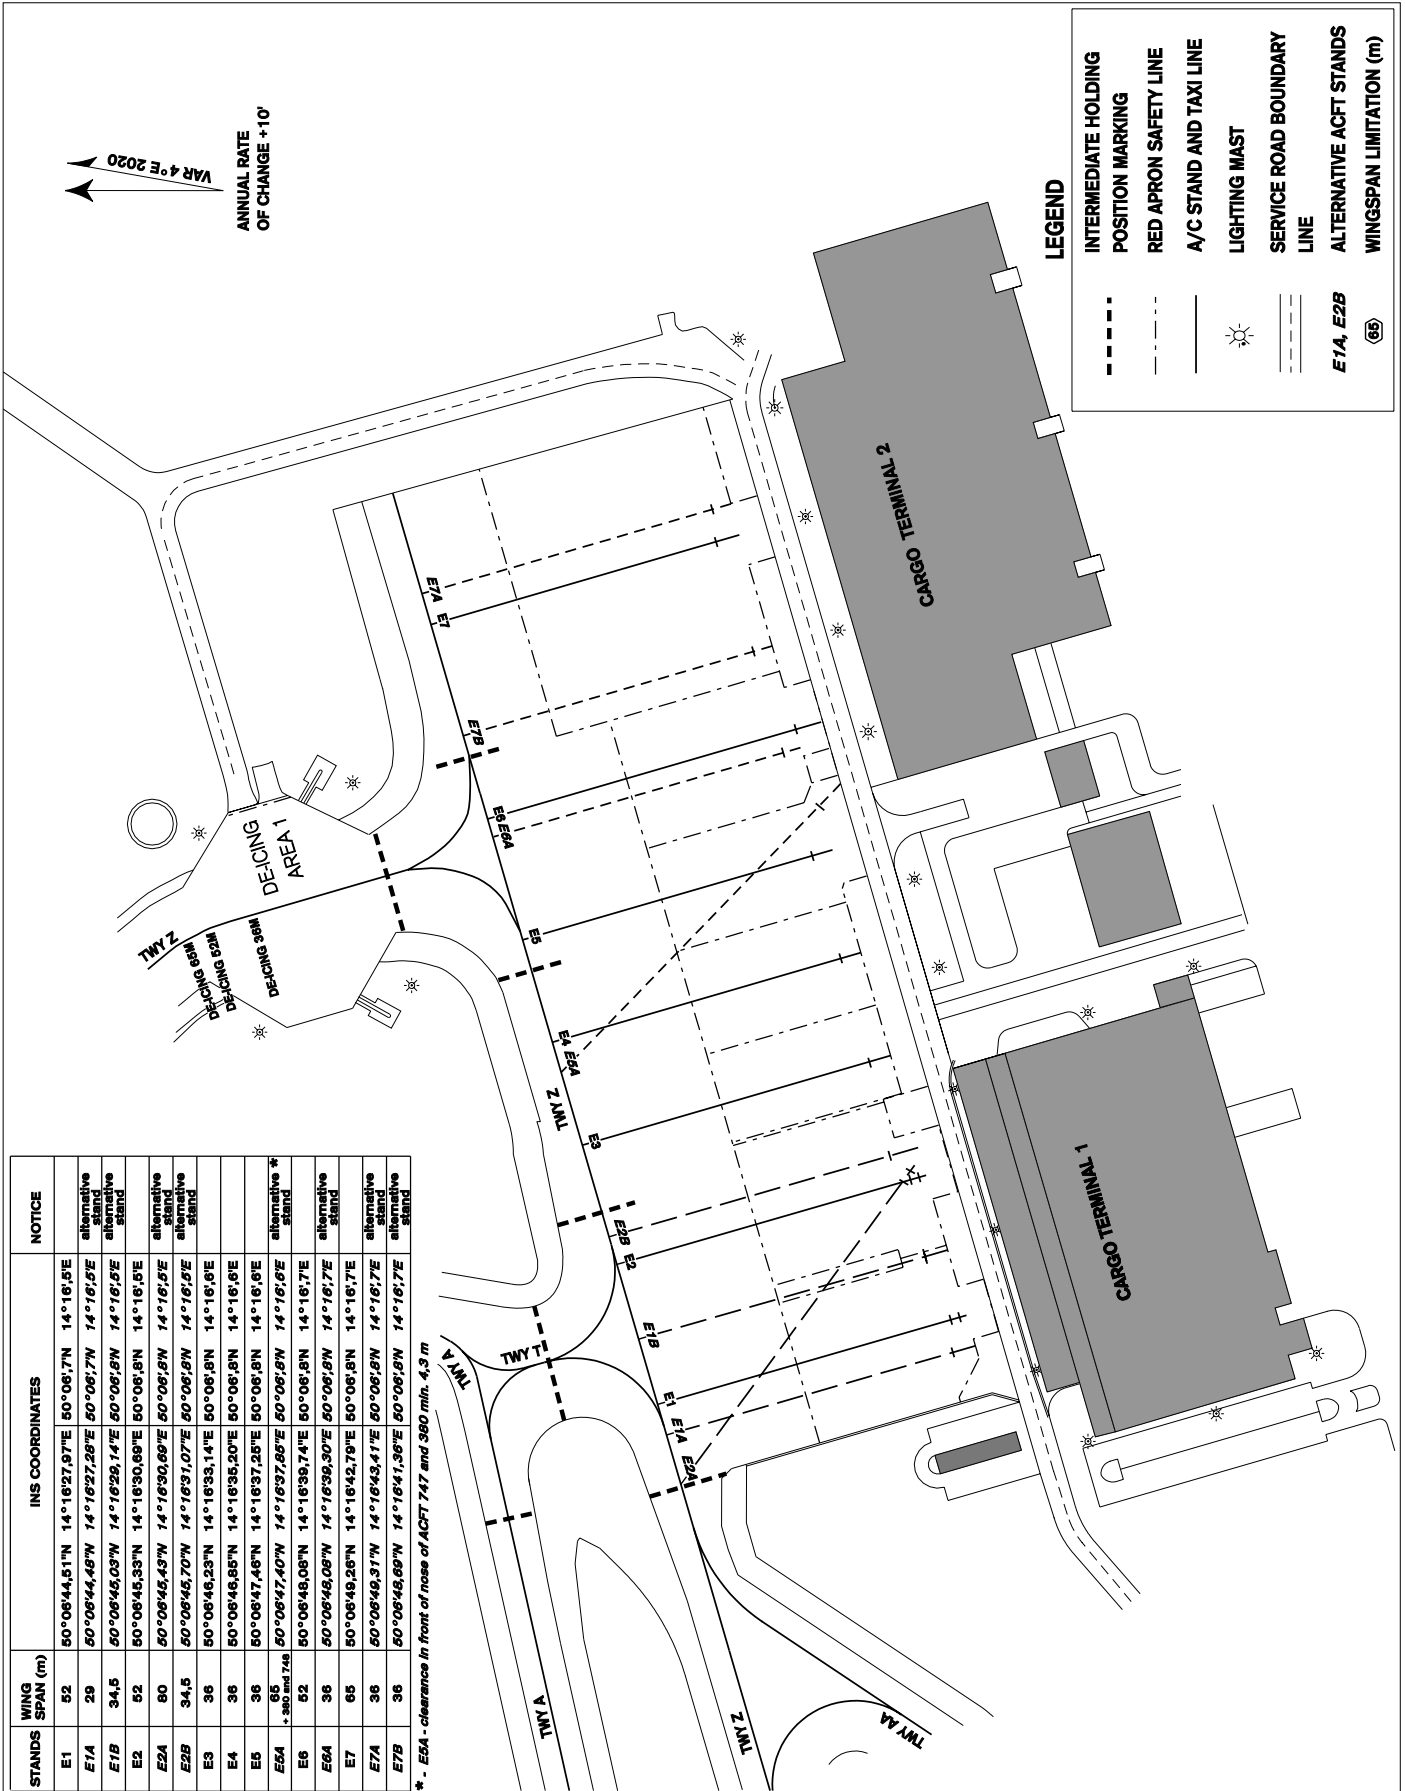 STANDS WING SPAN (m) INS COORDINATES NOTICE
E1 52 50°06'44,51"N 14°16'27,97"E 50°06',7N 14°16',5'E
E1A 29 50°06'44,48"N 14°16'27,28"E 50°06',7'N 14°16',5'E alternative stand
E1B 34,5 50°06'45,03"N 14°16'29,14"E 50°06',8'N 14°16',5'E alternative stand
E2 52 50°06'45,33"N 14°16'30,69"E 50°06',8'N 14°16',5'E
E2A 80 50°06'45,43"N 14°16'30,69"E 50°06',8'N 14°16',5'E alternative stand
E2B 34,5 50°06'45,70"N 14°16'31,07"E 50°06',8'N 14°16',5'E alternative stand
E3 36 50°06'46,23"N 14°16'33,14"E 50°06',8'N 14°16',6'E
E4 36 50°06'46,85"N 14°16'35,20"E 50°06',8'N 14°16',6'E
E5 36 50°06'47,46"N 14°16'37,25"E 50°06',8'N 14°16',6'E
E5A 65 + 380 and 748 50°06'47,40"N 14°16'37,85"E 50°06',8'N 14°16',6'E alternative stand *
E6 52 50°06'48,08"N 14°16'39,74"E 50°06',8'N 14°16',7'E
E6A 36 50°06'48,08"N 14°16'39,30"E 50°06',8'N 14°16',7'E alternative stand
E7 65 50°06'49,26"N 14°16'42,79"E 50°06',8'N 14°16',7'E
E7A 36 50°06'49,31"N 14°16'43,41"E 50°06',8'N 14°16',7'E alternative stand
E7B 36 50°06'48,69"N 14°16'41,36"E 50°06',8'N 14°16',7'E alternative stand
* - E5A - clearance in front of nose of ACFT 747 and 380 min. 4,3 m
VAR 4°E 2020
ANNUAL RATE
OF CHANGE +10'
TWY Z
DE-ICING 65M
DE-ICING 52M
DE-ICING 36M
DE-ICING
AREA 1
E7A
E7
E7B
E6
E6A
E5
E4
E5A
TWY Z
E3
E2B
E2
E1B
E1
E1A
E2A
TWY T
TWY A
TWY A
TWY Z
TWY AA
CARGO TERMINAL 1
CARGO TERMINAL 2
LEGEND
INTERMEDIATE HOLDING
POSITION MARKING
RED APRON SAFETY LINE
A/C STAND AND TAXI LINE
LIGHTING MAST
SERVICE ROAD BOUNDARY
LINE
E1A, E2B ALTERNATIVE ACFT STANDS
65 WINGSPAN LIMITATION (m)